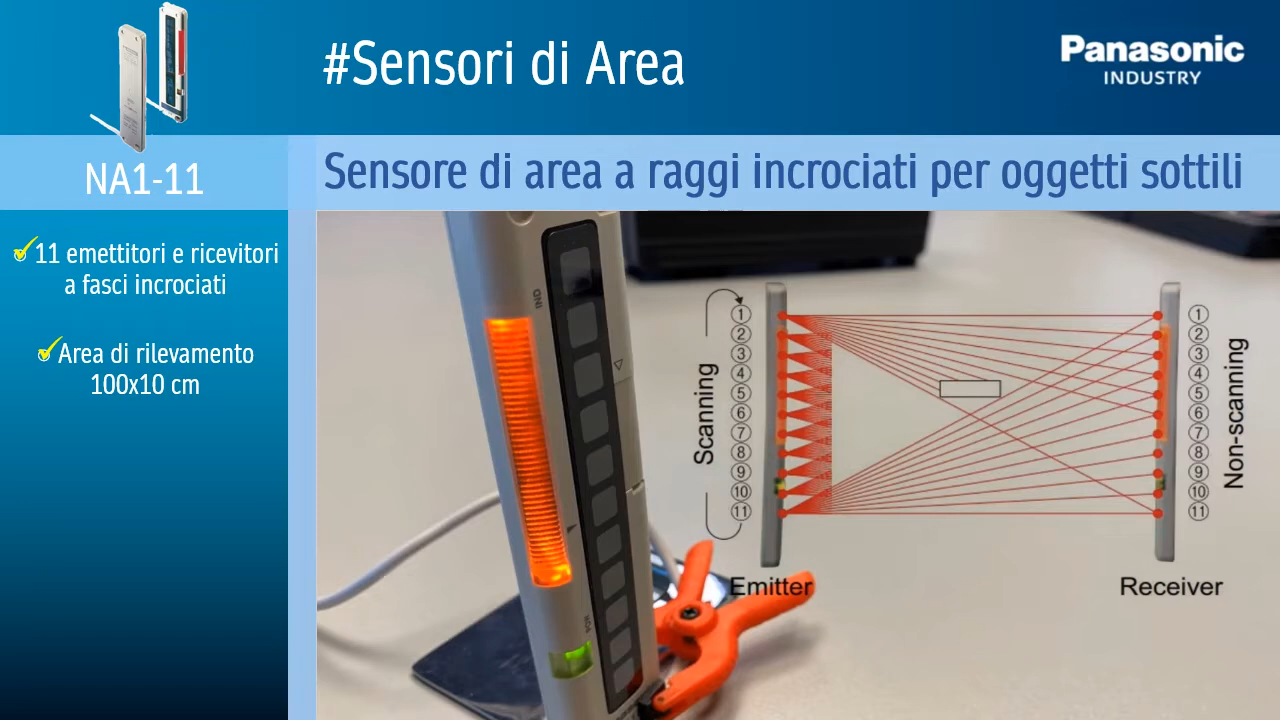 #Sensori di Area
Panasonic
INDUSTRY
NA1-11
Sensore di area a raggi incrociati per oggetti sottili
11 emettitori e ricevitori
a fasci incrociati
Area di rilevamento
100x10 cm
IND
Scanning
1
2
3
4
5
6
7
8
9
10
11
Emitter
1
2
3
4
5
6
7
8
9
10
11
Non-scanning
Receiver